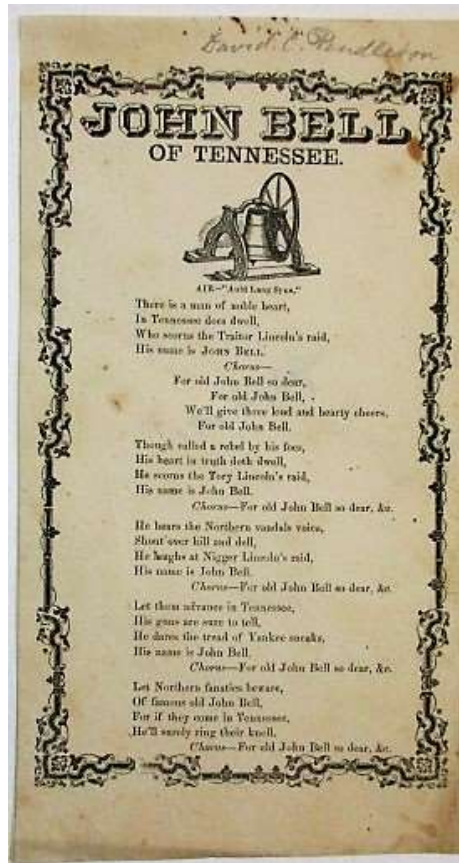 David C. Pendleton
JOHN BELL
OF TENNESSEE.
AIR.—"Auld Lang Syne."
There is a man of noble heart,
In Tennessee does dwell,
Who scorns the Traitor Lincoln's raid,
His name is JOHN BELL.
Chorus—
For old John Bell so dear,
For old John Bell,
We'll give three loud and hearty cheers,
For old John Bell.
Though called a rebel by his foes,
His heart in truth doth dwell,
He scorns the Tory Lincoln's raid,
His name is John Bell.
Chorus—For old John Bell so dear, &c.
He hears the Northern vandals voice,
Shout over hill and dell,
He laughs at Nigger Lincoln's raid,
His name is John Bell.
Chorus—For old John Bell so dear, &c.
Let them advance in Tennessee,
His guns are sure to tell,
He dares the tread of Yankee sneaks,
His name is John Bell.
Chorus—For old John Bell so dear, &c.
Let Northern fanatics beware,
Of famous old John Bell,
For if they come in Tennessee,
He'll surely ring their knell.
Chorus—For old John Bell so dear, &c.